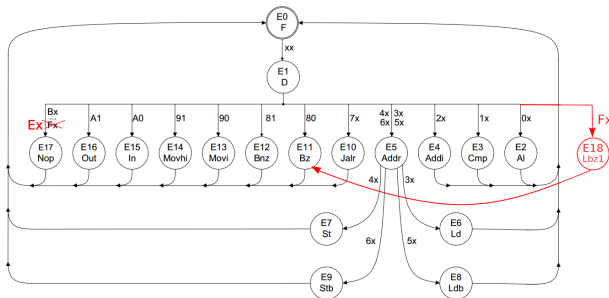 E0
F
xx
E1
D
Bx
...
Fx
Ex
A1
A0
91
90
81
80
7x
4x 3x
6x 5x
2x
1x
0x
Fx
E17
Nop
E16
Out
E15
In
E14
Movhi
E13
Movi
E12
Bnz
E11
Bz
E10
Jalr
E5
Addr
E4
Addi
E3
Cmp
E2
Al
E18
Lbz1
4x
3x
E7
St
E6
Ld
6x
5x
E9
Stb
E8
Ldb